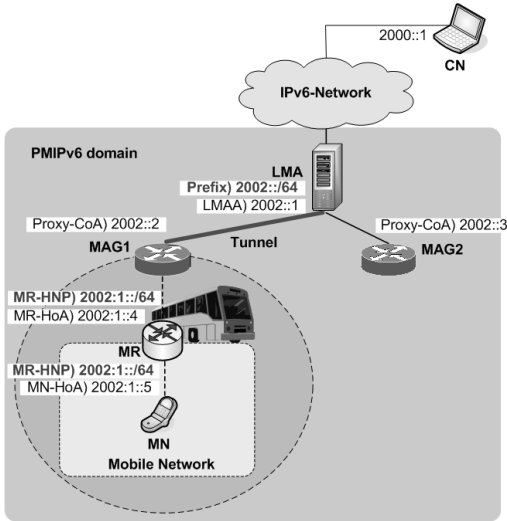 2000::1
CN
IPv6-Network
PMIPv6 domain
LMA
Prefix) 2002::/64
LMAA) 2002::1
Proxy-CoA) 2002::2
Proxy-CoA) 2002::3
Tunnel
MAG1
MAG2
MR-HNP) 2002:1::/64
MR-HoA) 2002:1::4
MR
MR-HNP) 2002:1::/64
MN-HoA) 2002:1::5
MN
Mobile Network